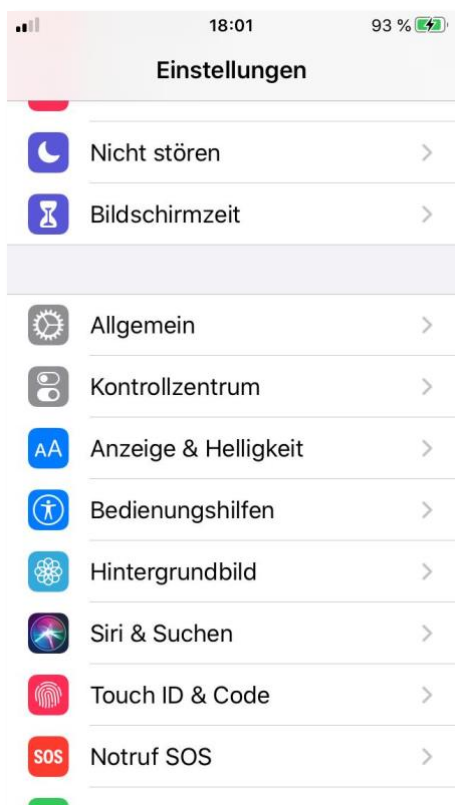 18:01 93 %
Einstellungen
Nicht stören
Bildschirmzeit
Allgemein
Kontrollzentrum
AA Anzeige & Helligkeit
Bedienungshilfen
Hintergrundbild
Siri & Suchen
Touch ID & Code
SOS Notruf SOS